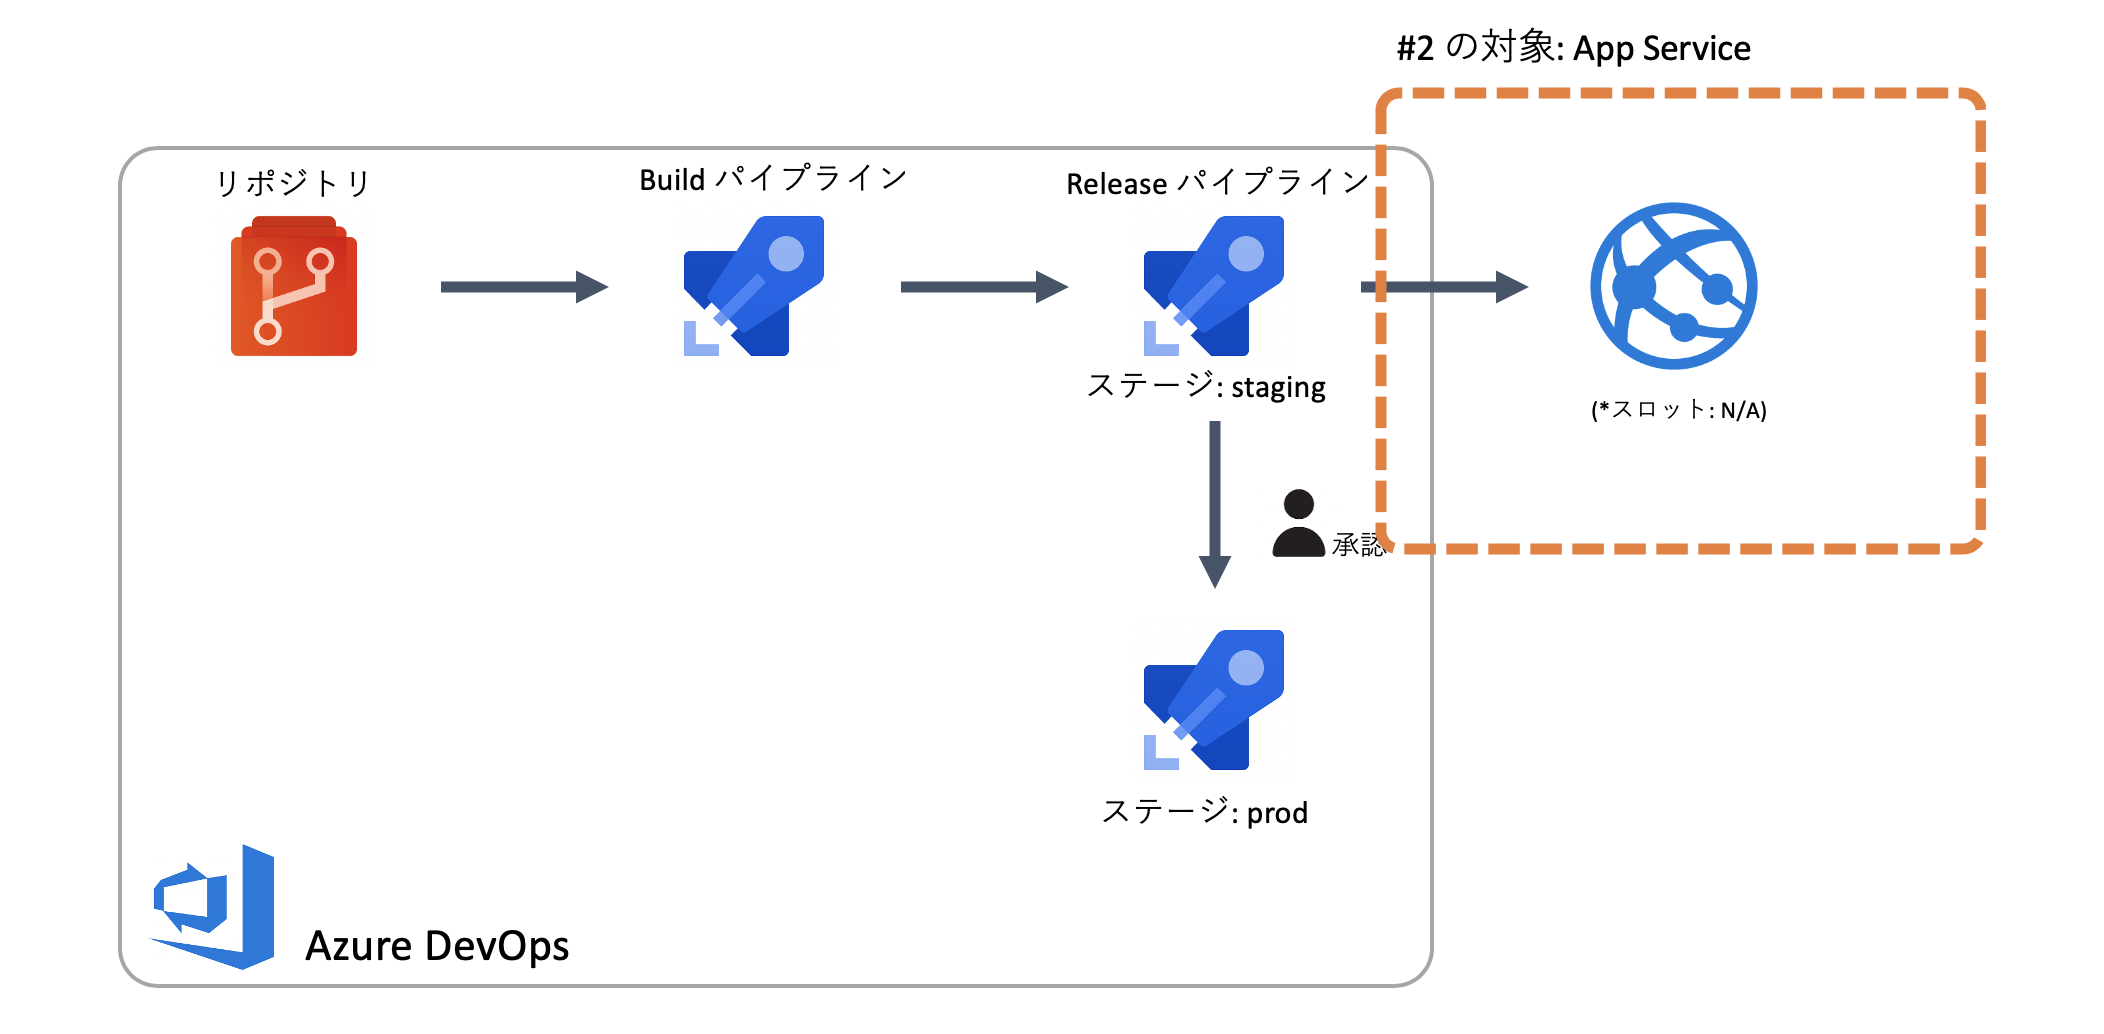 #2 の対象: App Service
リポジトリ
Build パイプライン
Release パイプライン
ステージ: staging
(*スロット: N/A)
承認
ステージ: prod
Azure DevOps